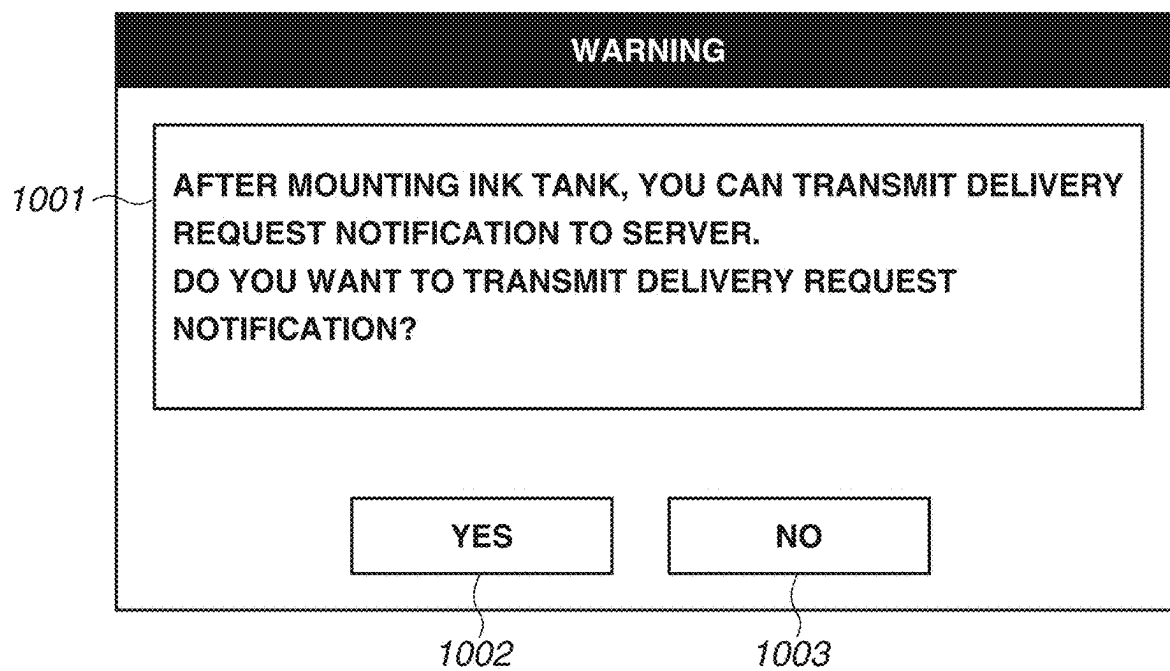 WARNING
1001
AFTER MOUNTING INK TANK, YOU CAN TRANSMIT DELIVERY
REQUEST NOTIFICATION TO SERVER.
DO YOU WANT TO TRANSMIT DELIVERY REQUEST
NOTIFICATION?
YES
NO
1002
1003